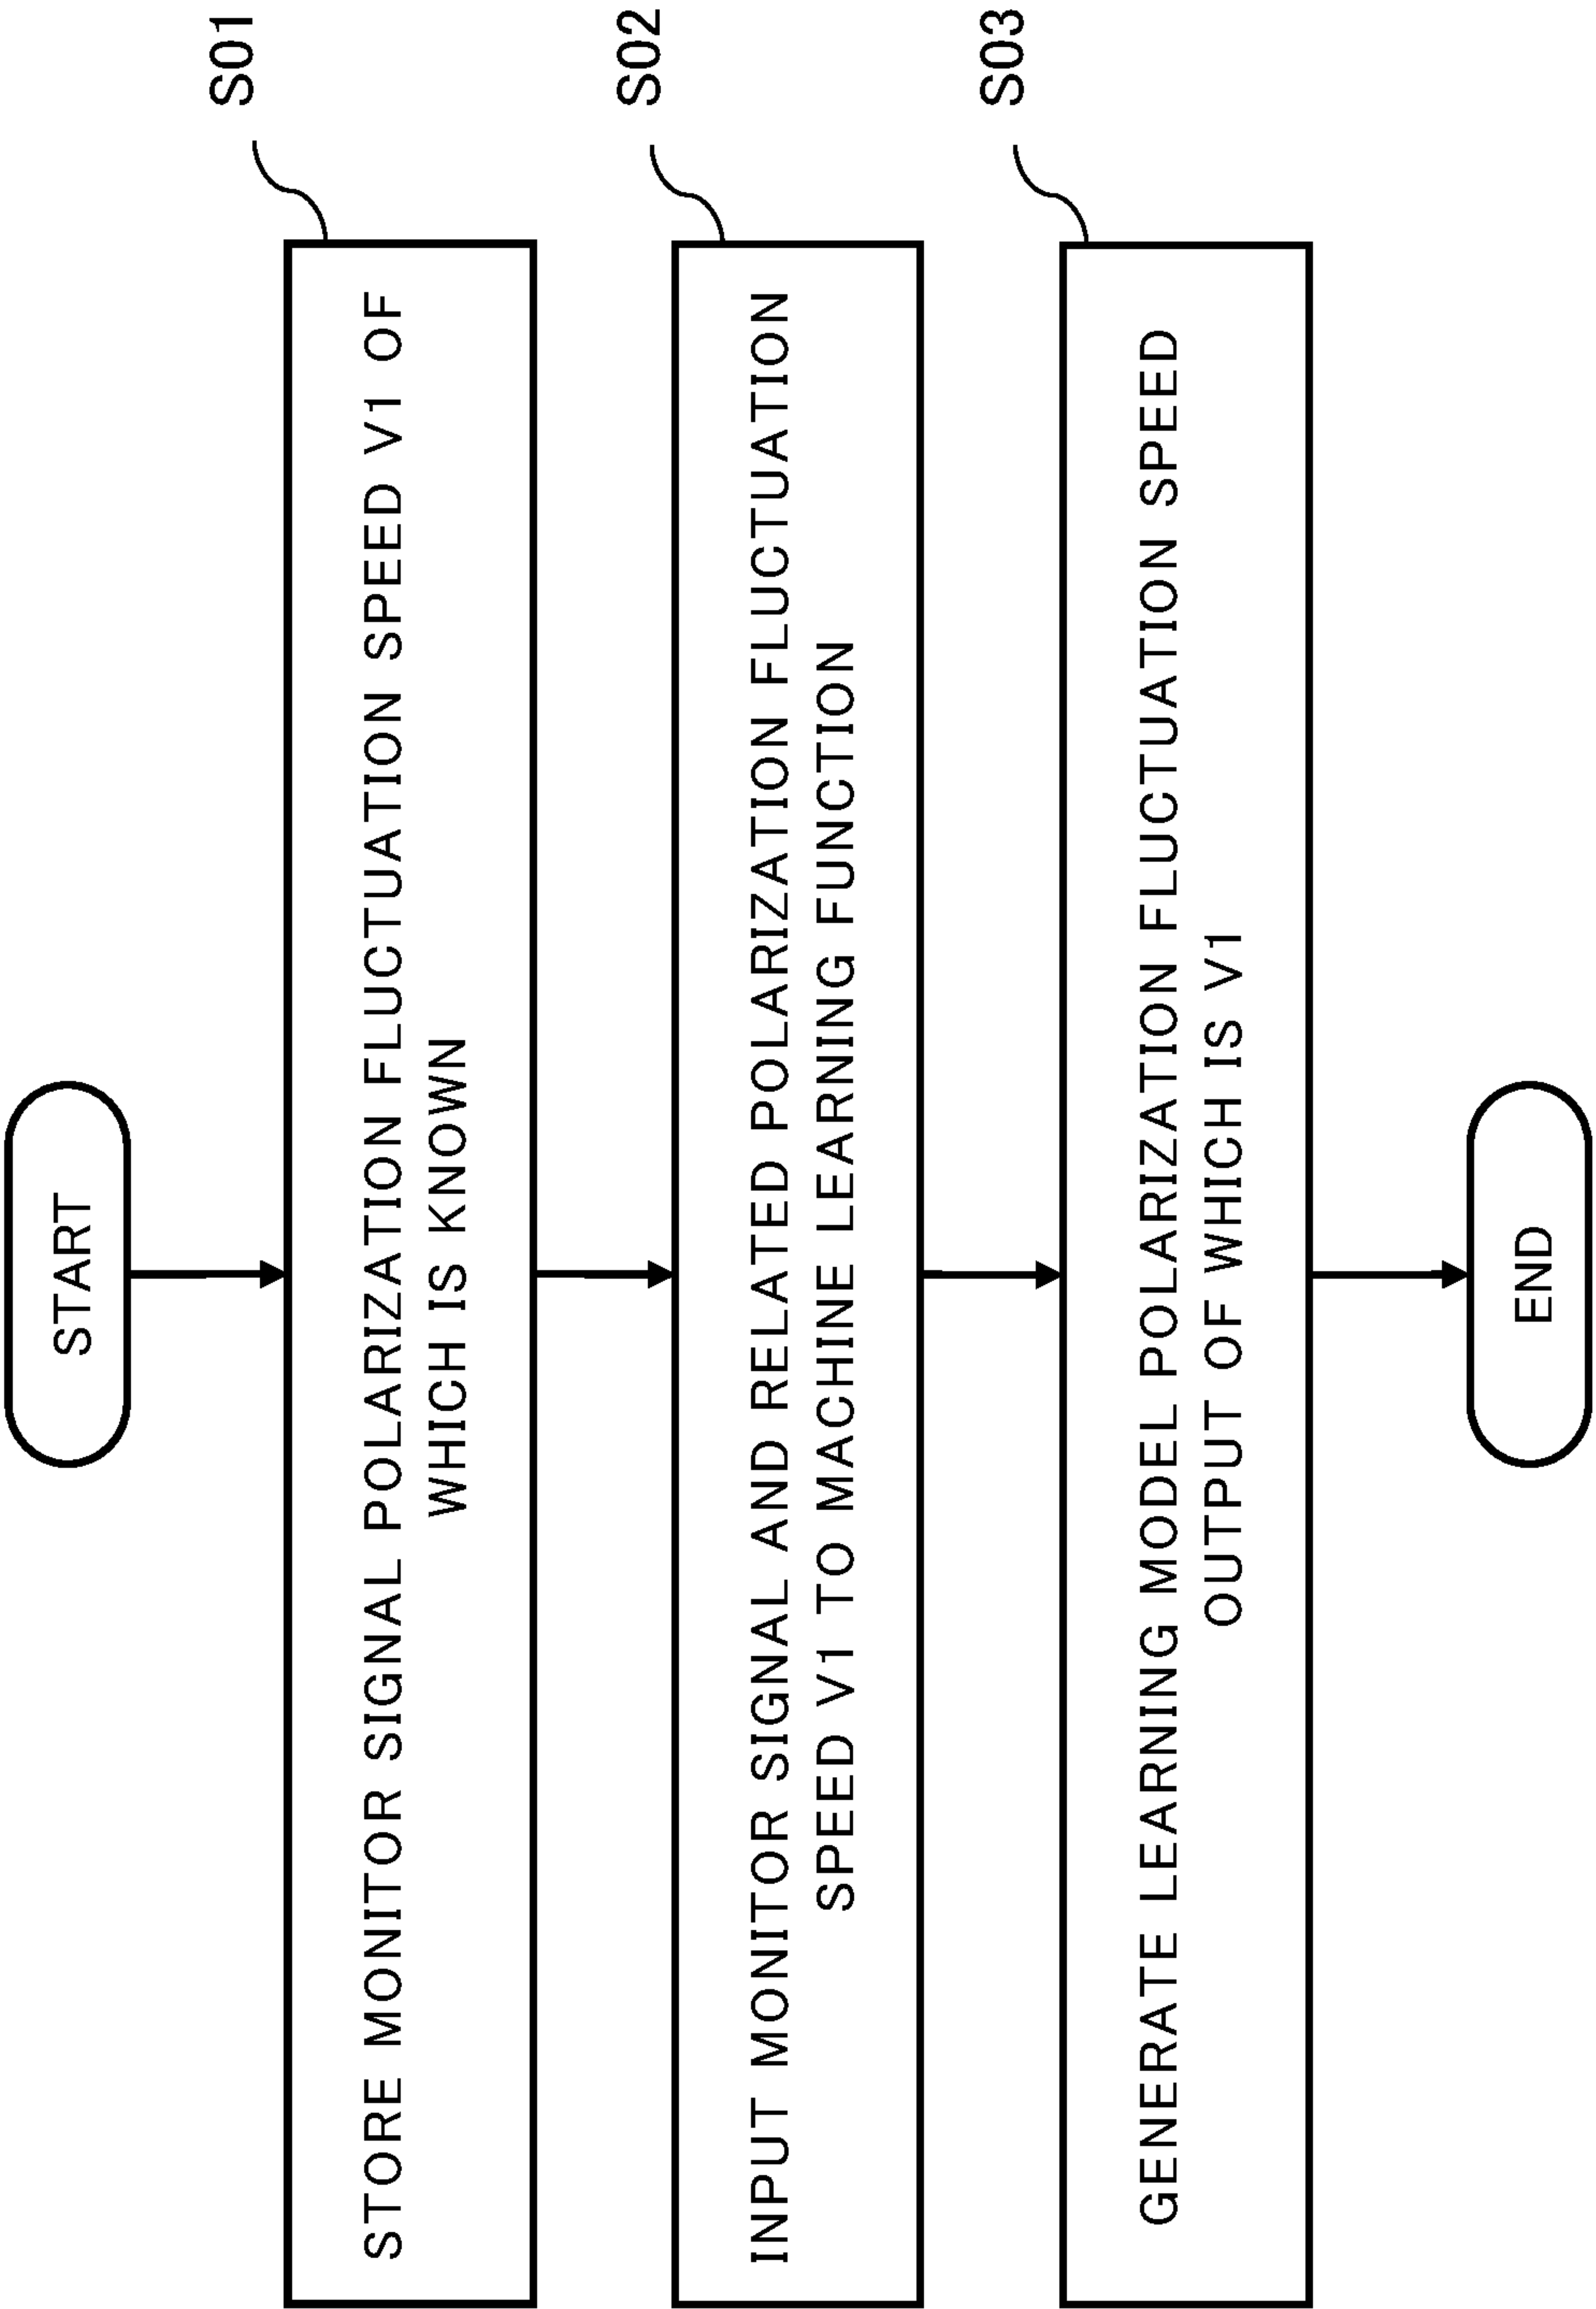 START
S01
STORE MONITOR SIGNAL POLARIZATION FLUCTUATION SPEED V1 OF
WHICH IS KNOWN
S02
INPUT MONITOR SIGNAL AND RELATED POLARIZATION FLUCTUATION
SPEED V1 TO MACHINE LEARNING FUNCTION
S03
GENERATE LEARNING MODEL POLARIZATION FLUCTUATION SPEED
OUTPUT OF WHICH IS V1
END